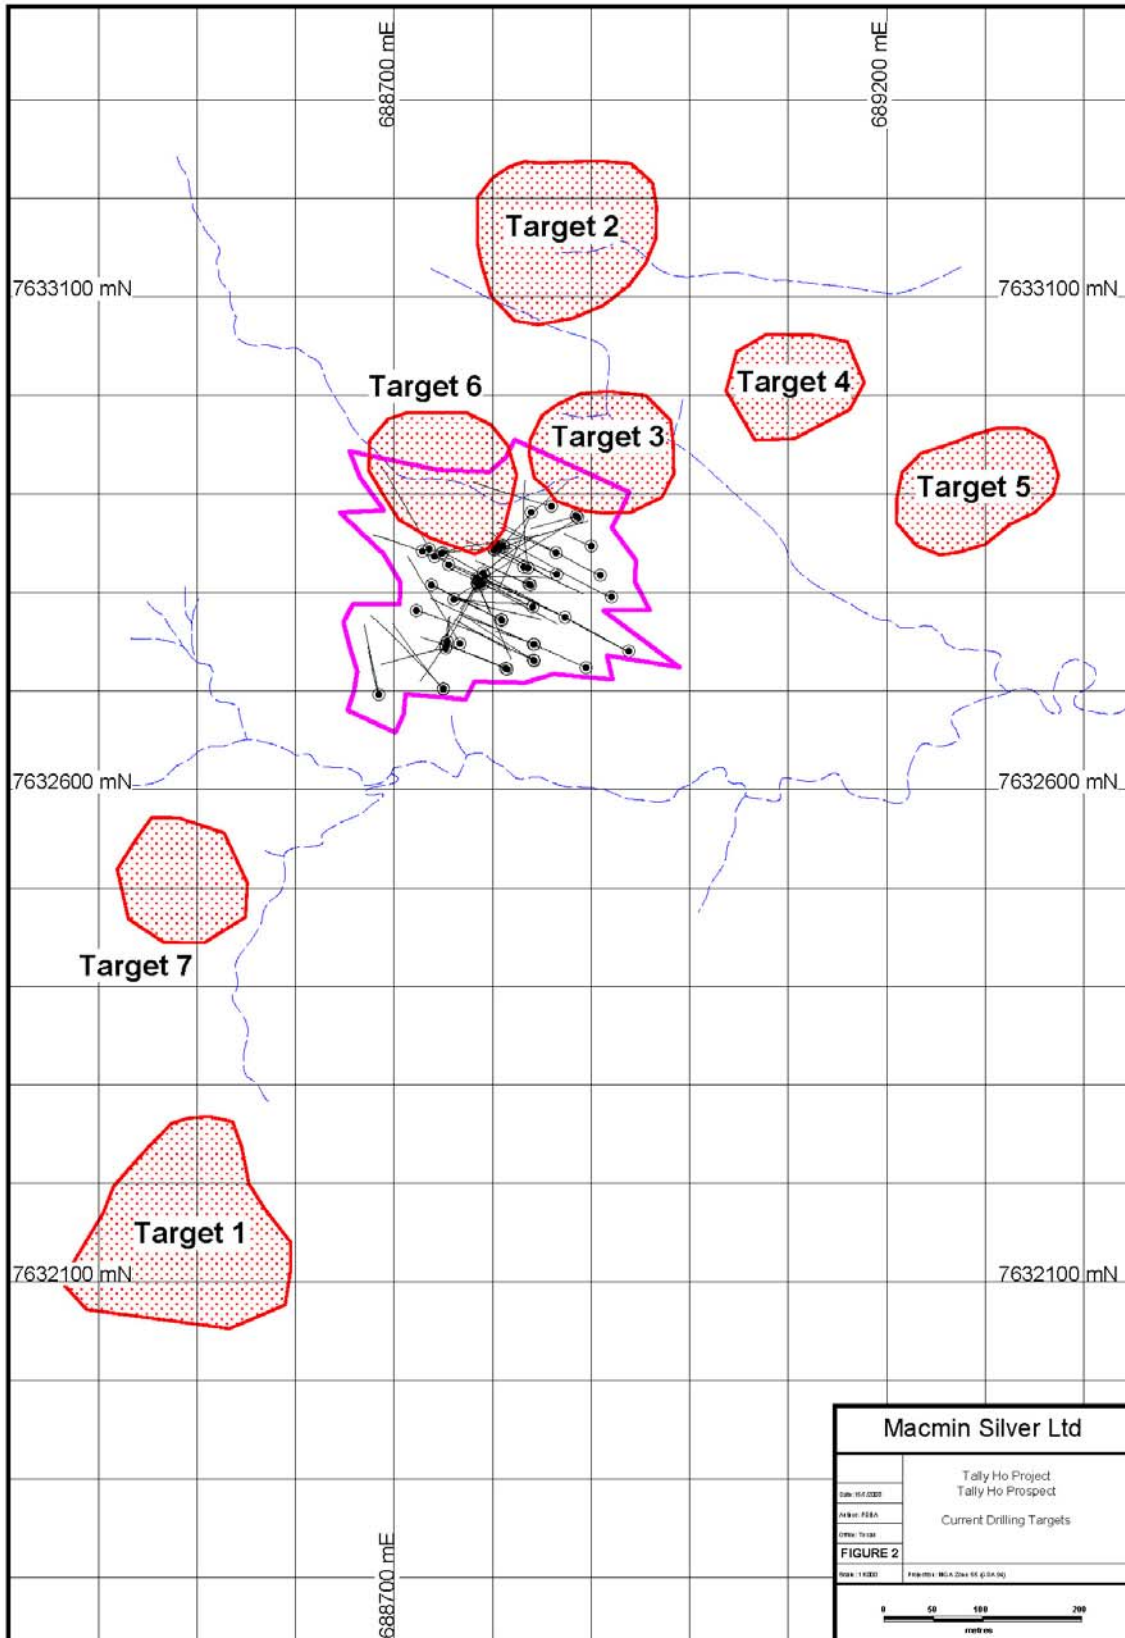 688700 mE
689200 mE
Target 2
7633100 mN
7633100 mN
Target 6
Target 4
Target 3
Target 5
7632600 mN
7632600 mN
Target 7
Target 1
7632100 mN
7632100 mN
688700 mE
Macmin Silver Ltd
Tally Ho Project
Tally Ho Prospect
Current Drilling Targets
FIGURE 2
0 50 100 200
metres